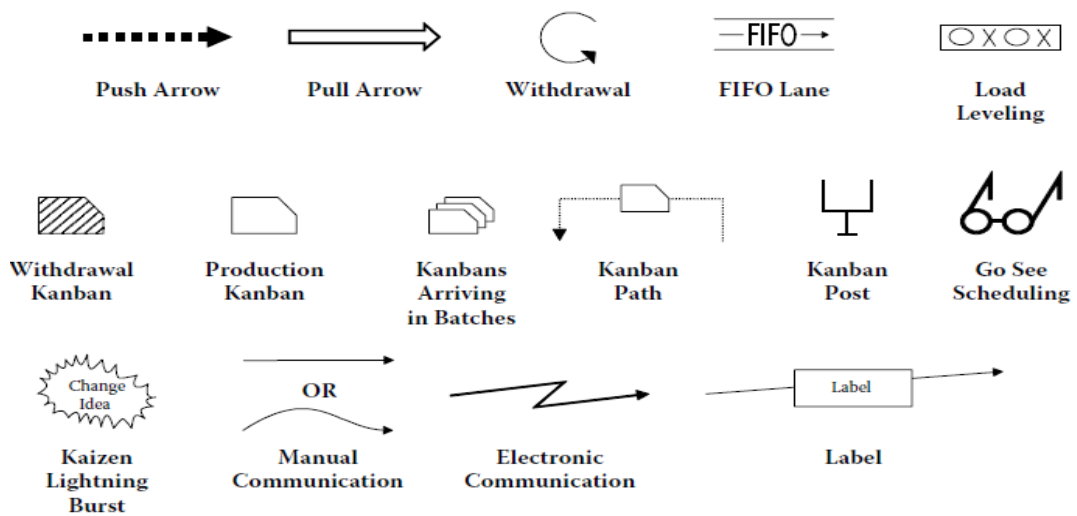 FIFO
O X O X
Push Arrow
Pull Arrow
Withdrawal
FIFO Lane
Load
Leveling
Withdrawal
Kanban
Production
Kanban
Kanbans
Arriving
in Batches
Kanban
Path
Kanban
Post
Go See
Scheduling
Change
Idea
OR
Label
Kaizen
Lightning
Burst
Manual
Communication
Electronic
Communication
Label